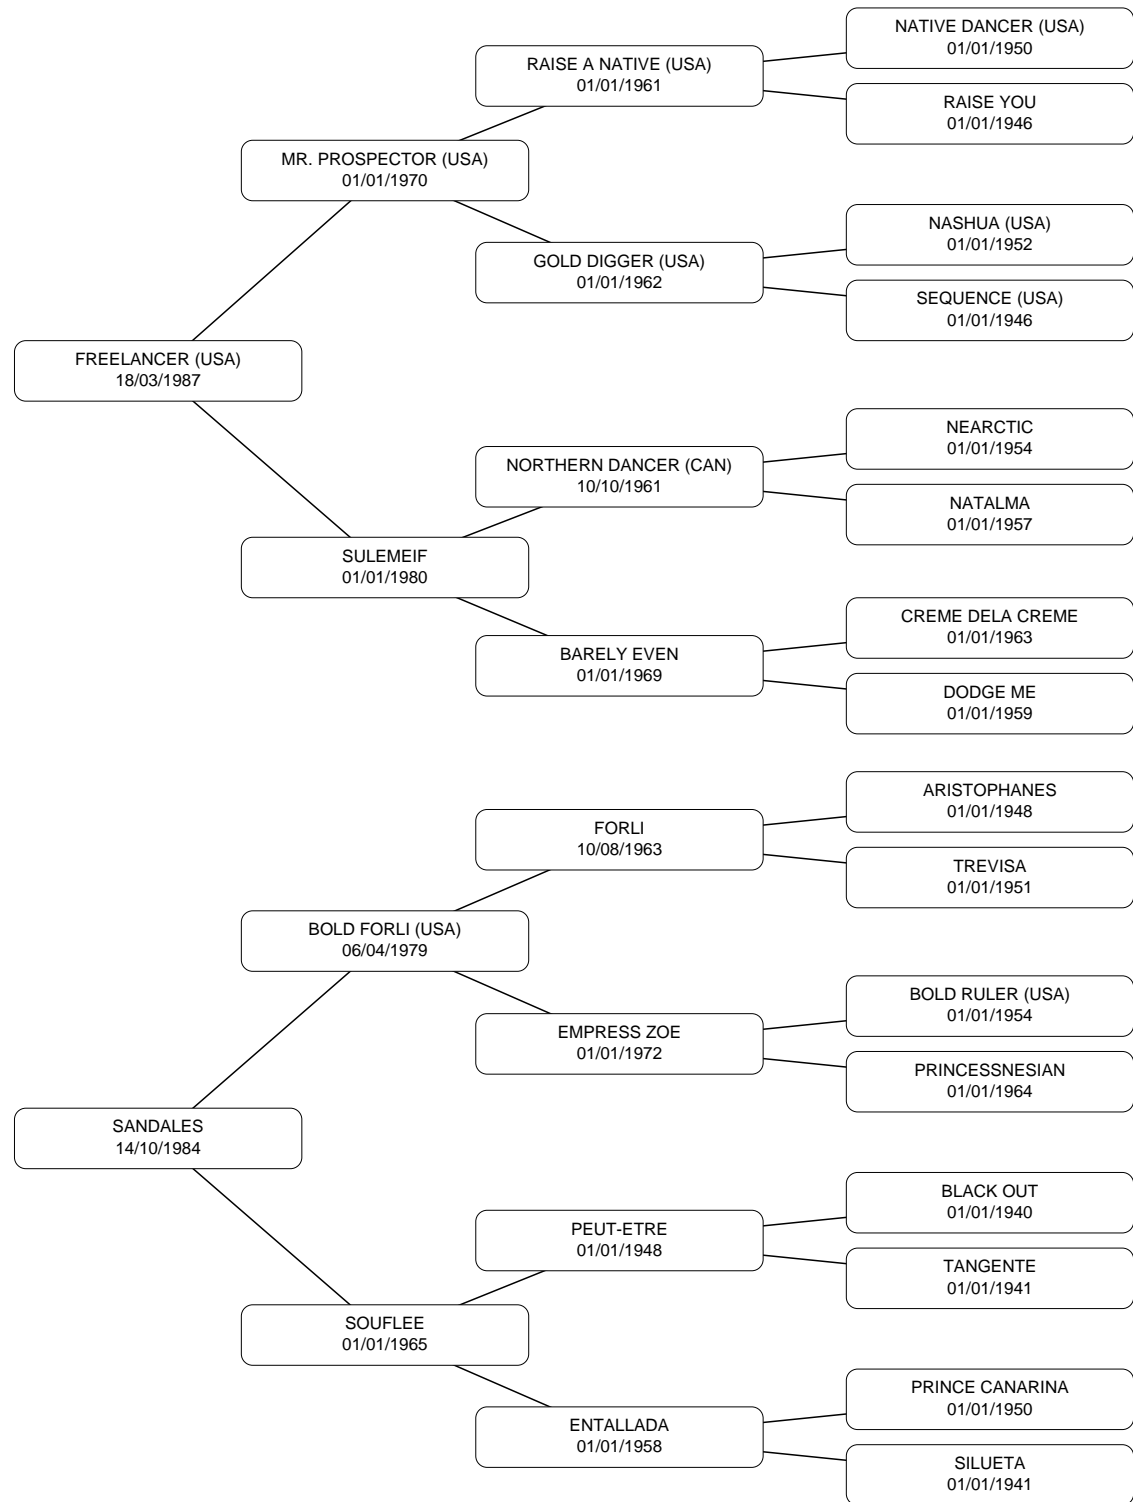 NATIVE DANCER (USA)
01/01/1950
RAISE A NATIVE (USA)
01/01/1961
RAISE YOU
01/01/1946
MR. PROSPECTOR (USA)
01/01/1970
NASHUA (USA)
01/01/1952
GOLD DIGGER (USA)
01/01/1962
SEQUENCE (USA)
01/01/1946
FREELANCER (USA)
18/03/1987
NEARCTIC
01/01/1954
NORTHERN DANCER (CAN)
10/10/1961
NATALMA
01/01/1957
SULEMEIF
01/01/1980
CREME DELA CREME
01/01/1963
BARELY EVEN
01/01/1969
DODGE ME
01/01/1959
ARISTOPHANES
01/01/1948
FORLI
10/08/1963
TREVISA
01/01/1951
BOLD FORLI (USA)
06/04/1979
BOLD RULER (USA)
01/01/1954
EMPRESS ZOE
01/01/1972
PRINCESSNESIAN
01/01/1964
SANDALES
14/10/1984
BLACK OUT
01/01/1940
PEUT-ETRE
01/01/1948
TANGENTE
01/01/1941
SOUFLEE
01/01/1965
PRINCE CANARINA
01/01/1950
ENTALLADA
01/01/1958
SILUETA
01/01/1941